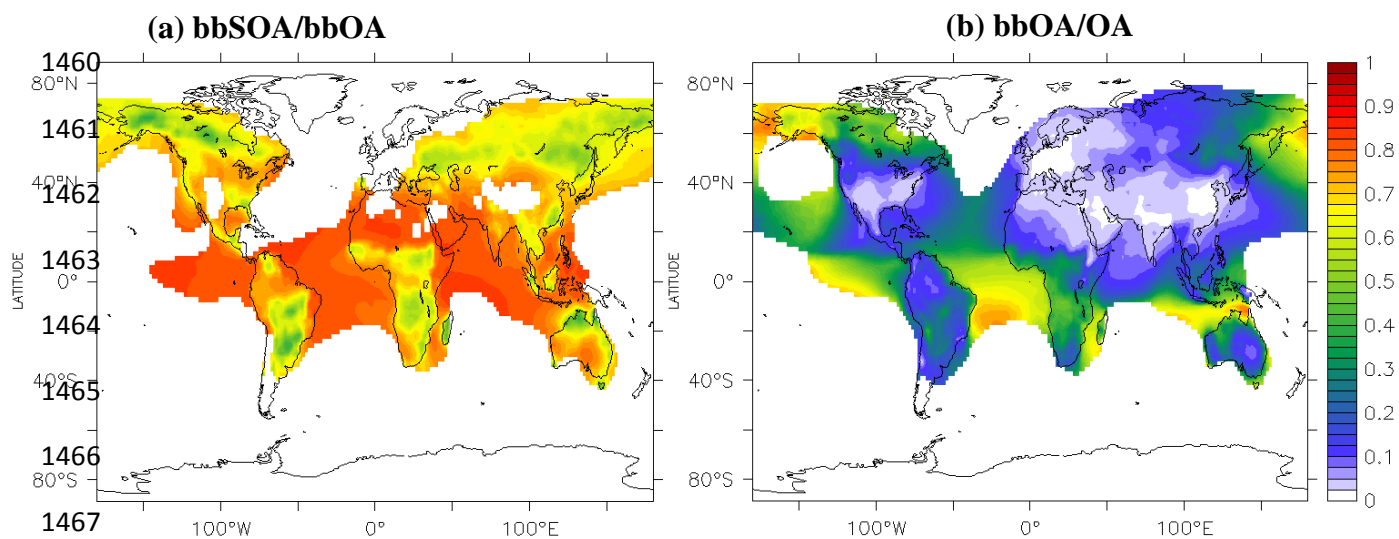 (a) bbSOA/bbOA
(b) bbOA/OA
1460
1461
1462
1463
1464
1465
1466
1467
80°N
40°N
0°
40°S
80°S
LATITUDE
100°W 0° 100°E
80°N
40°N
0°
40°S
80°S
LATITUDE
100°W 0° 100°E
1
0.9
0.8
0.7
0.6
0.5
0.4
0.3
0.2
0.1
0